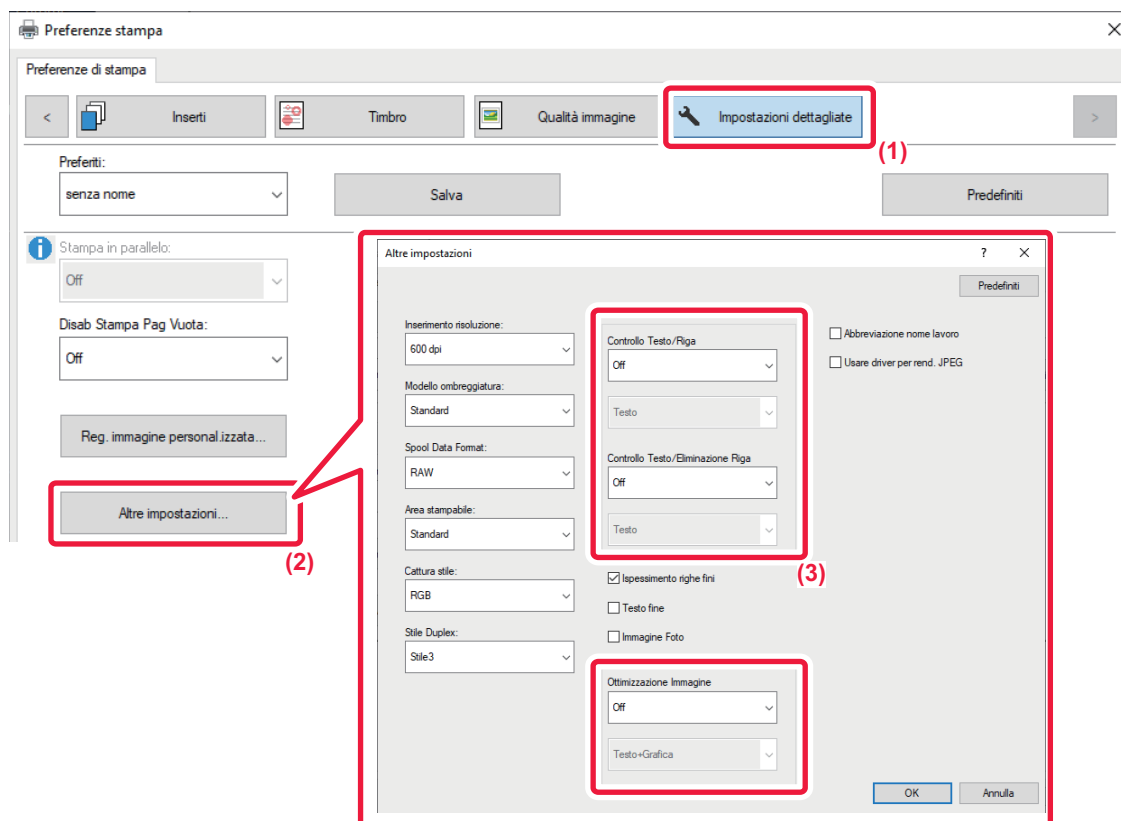 Preferenze stampa
Preferenze di stampa
<
Inserti
Timbro
Qualità immagine
Impostazioni dettagliate
>
(1)
Preferiti:
senza nome
Salva
Predefiniti
Stampa in parallelo:
Off
Disab Stampa Pag Vuota:
Off
Reg. immagine personal.izzata...
Altre impostazioni...
(2)
Altre impostazioni
?
Predefiniti
Inserimento risoluzione:
600 dpi
Modello ombreggiatura:
Standard
Spool Data Format:
RAW
Area stampabile:
Standard
Cattura stile:
RGB
Stile Duplex:
Stile3
Controllo Testo/Riga
Off
Testo
Controllo Testo/Eliminazione Riga
Off
Testo
(3)
Ispessimento righe fini
Testo fine
Immagine Foto
Ottimizzazione Immagine
Off
Testo+Grafica
Abbreviazione nome lavoro
Usare driver per rend. JPEG
OK
Annulla